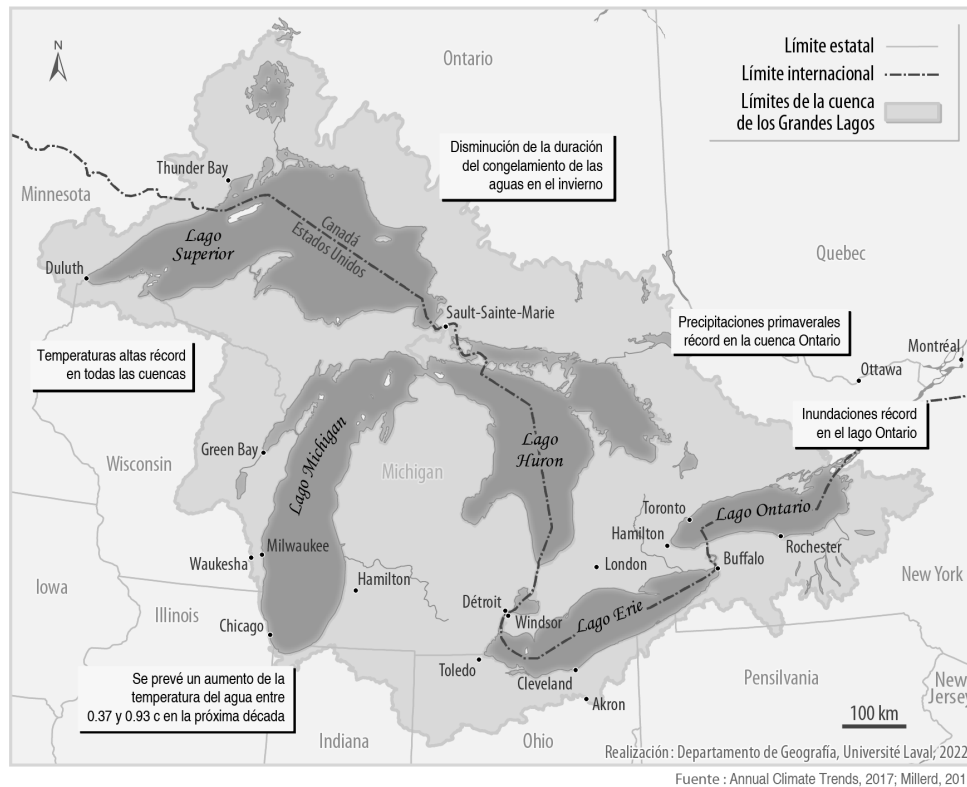 N
Ontario
Límite estatal
Límite internacional
Límites de la cuenca
de los Grandes Lagos
Disminución de la duración
del congelamiento de las
aguas en el invierno
Thunder Bay
Minnesota
Canadá
Estados Unidos
Lago
Superior
Quebec
Duluth
Sault-Sainte-Marie
Precipitaciones primaverales
récord en la cuenca Ontario
Montréal
Temperaturas altas récord
en todas las cuencas
Ottawa
Inundaciones récord
en el lago Ontario
Green Bay
Lago Michigan
Lago
Huron
Wisconsin
Michigan
Toronto
Lago Ontario
Hamilton
Rochester
Milwaukee
Waukesha
London
Buffalo
Hamilton
New York
Iowa
Illinois
Détroit
Windsor
Lago Erie
Chicago
Toledo
Cleveland
Pensilvania
New
Jersey
Se prevé un aumento de la
temperatura del agua entre
0.37 y 0.93 c en la próxima década
Akron
100 km
Indiana
Ohio
Realización : Departamento de Geografía, Université Laval, 2022
Fuente : Annual Climate Trends, 2017; Millerd, 201